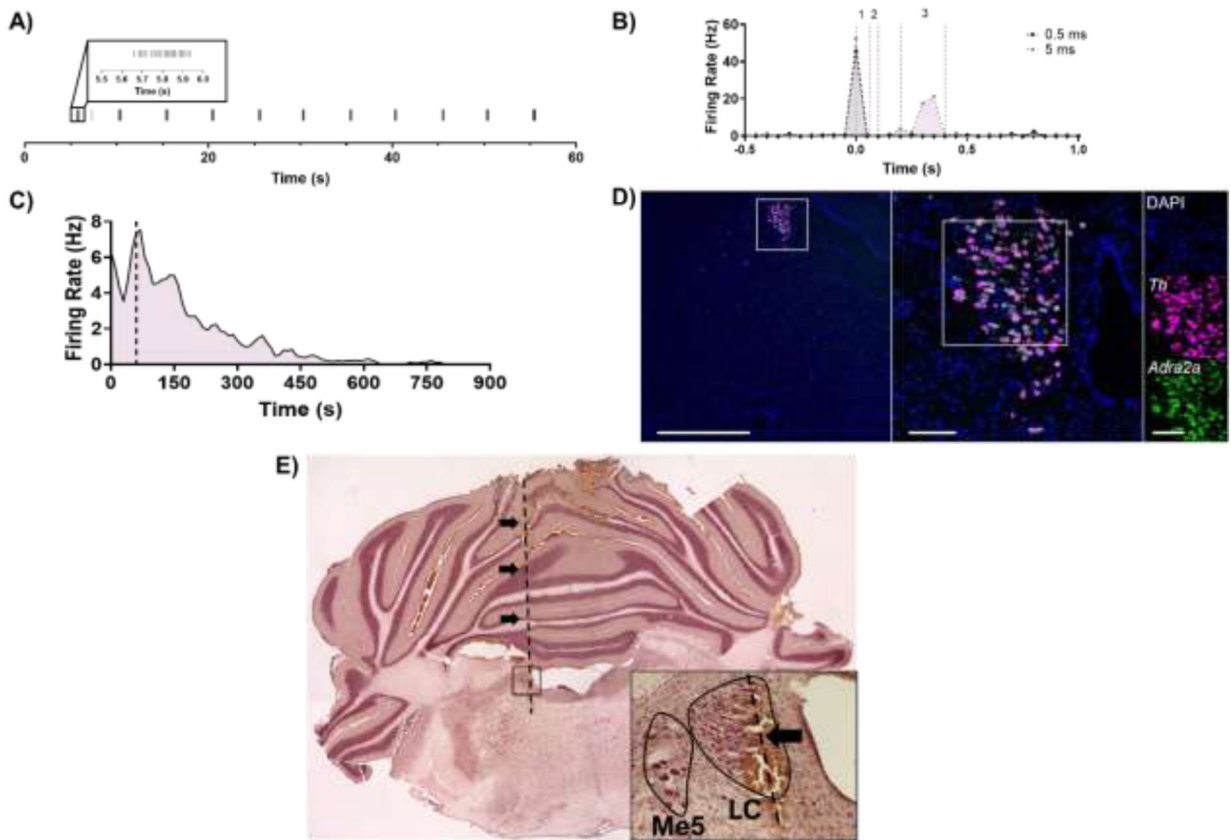 A)
5.5 5.6 5.7 5.8 5.9 6.0
Time (s)
0 20 40 60
Time (s)
B)
1 2 3
Firing Rate (Hz)
60
40
20
0
-0.5 0.0 0.5 1.0
Time (s)
0.5 ms
5 ms
C)
Firing Rate (Hz)
8
6
4
2
0
0 150 300 450 600 750 900
Time (s)
D)
DAPI
Th
Adra2a
E)
Me5
LC